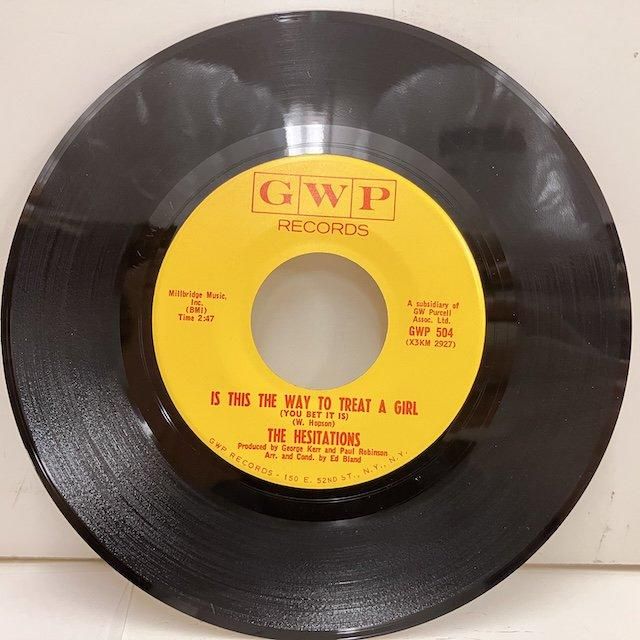 GWP
RECORDS
Millbridge Music,
Inc.
(BMI)
Time 2:47
A subsidiary of
GW Purcell
Assoc. Ltd.
GWP 504
(X3KM 2927)
IS THIS THE WAY TO TREAT A GIRL
(YOU BET IT IS)
(W. Hopson)
THE HESITATIONS
Produced by George Kerr and Paul Robinson
Arr. and Cond. by Ed Bland
GWP RECORDS - 150 E. 52ND ST., N.Y., N.Y.